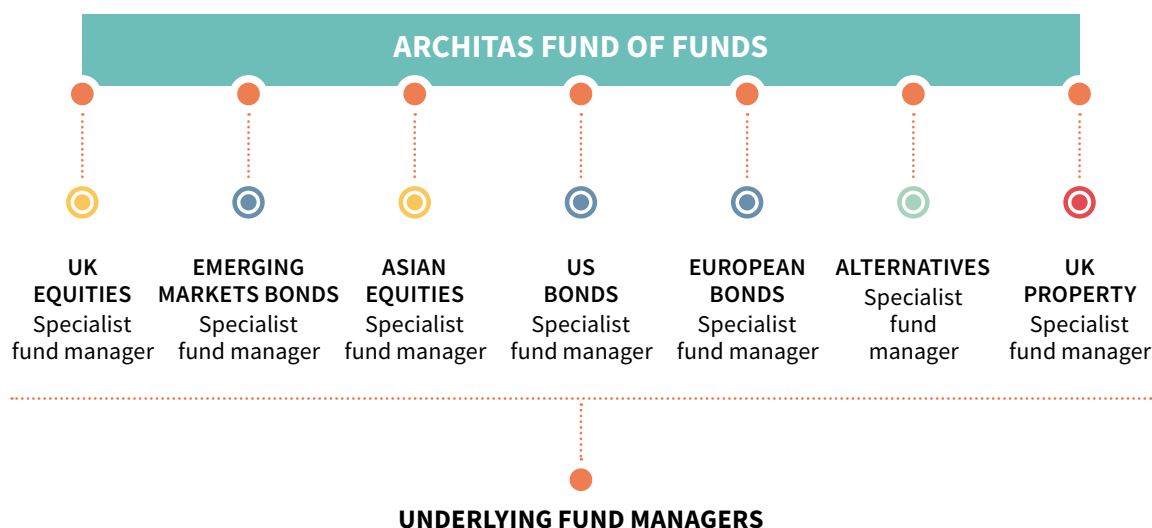 ARCHITAS FUND OF FUNDS
UK
EQUITIES
Specialist
fund manager
EMERGING
MARKETS BONDS
Specialist
fund manager
ASIAN
EQUITIES
Specialist
fund manager
US
BONDS
Specialist
fund manager
EUROPEAN
BONDS
Specialist
fund manager
ALTERNATIVES
Specialist
fund
manager
UK
PROPERTY
Specialist
fund manager
UNDERLYING FUND MANAGERS